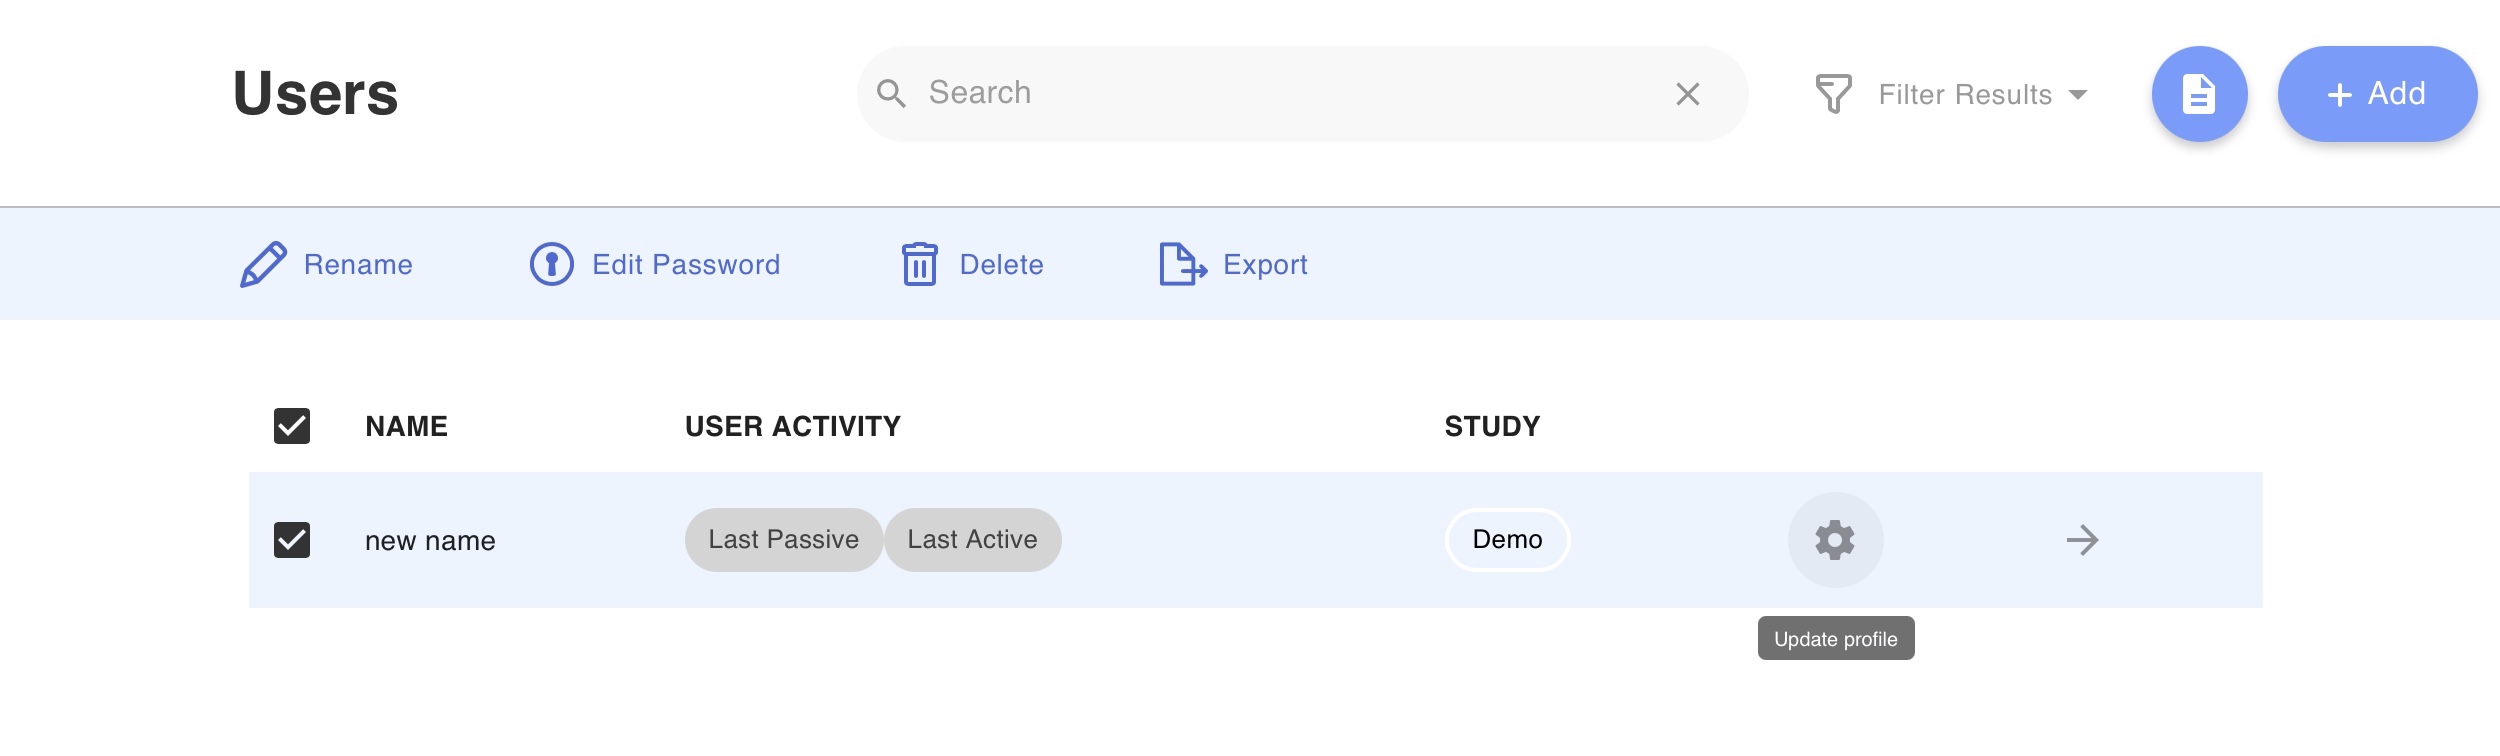 Users
Search
Filter Results
Add
Rename
Edit Password
Delete
Export
NAME USER ACTIVITY STUDY
new name Last Passive Last Active Demo
Update profile